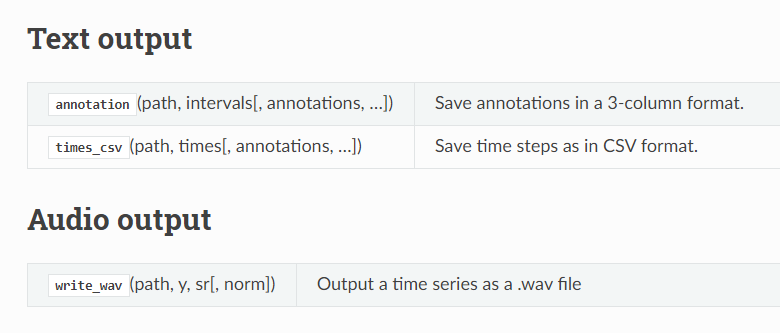 Text output
annotation(path, intervals[, annotations, …]) Save annotations in a 3-column format.
times_csv(path, times[, annotations, …]) Save time steps as in CSV format.
Audio output
write_wav(path, y, sr[, norm]) Output a time series as a .wav file